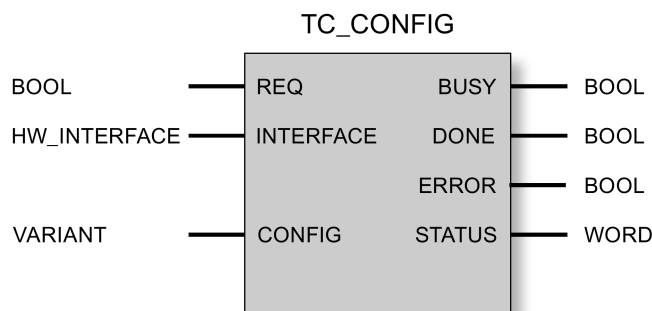 TC_CONFIG
BOOL REQ BUSY BOOL
HW_INTERFACE INTERFACE DONE BOOL
ERROR BOOL
VARIANT CONFIG STATUS WORD